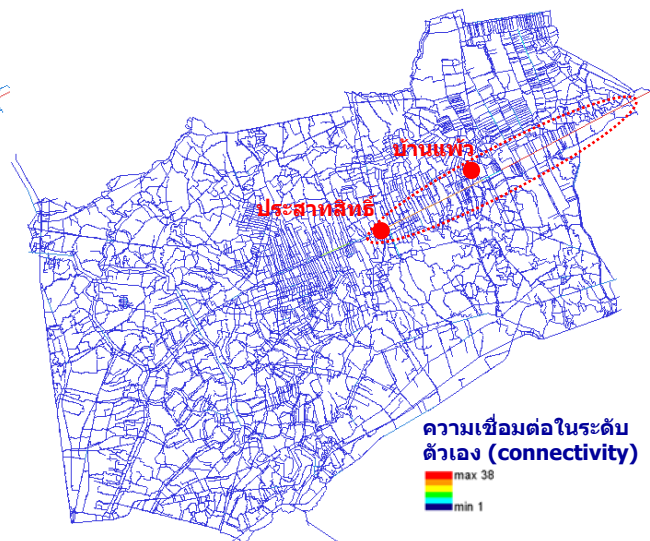 บ้านแพ้ว
ประสาทสิทธิ์
ความเชื่อมต่อในระดับ
ตัวเอง (connectivity)
max 38
min 1